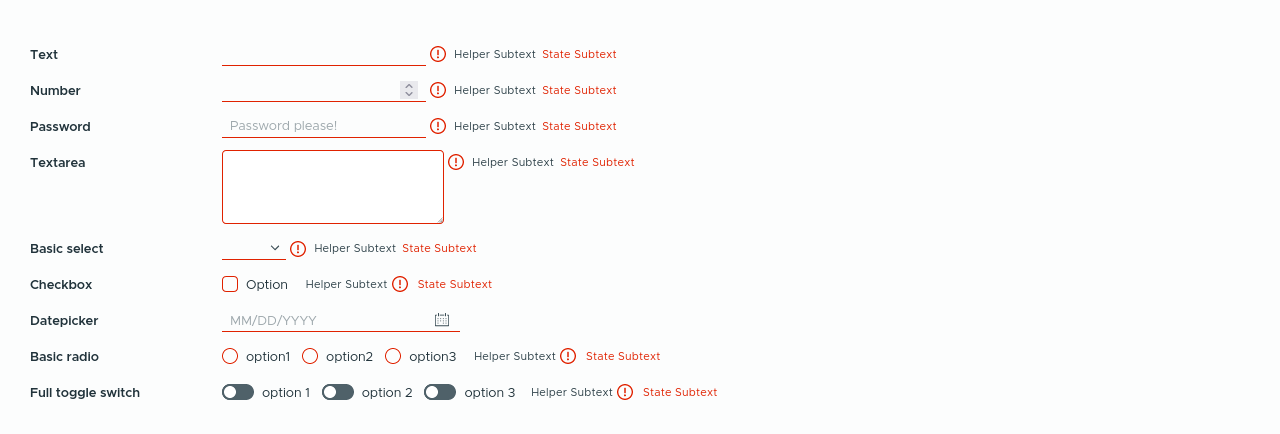 Text Helper Subtext State Subtext
Number Helper Subtext State Subtext
Password Password please! Helper Subtext State Subtext
Textarea Helper Subtext State Subtext
Basic select Helper Subtext State Subtext
Checkbox Option Helper Subtext State Subtext
Datepicker MM/DD/YYYY
Basic radio option1 option2 option3 Helper Subtext State Subtext
Full toggle switch option 1 option 2 option 3 Helper Subtext State Subtext